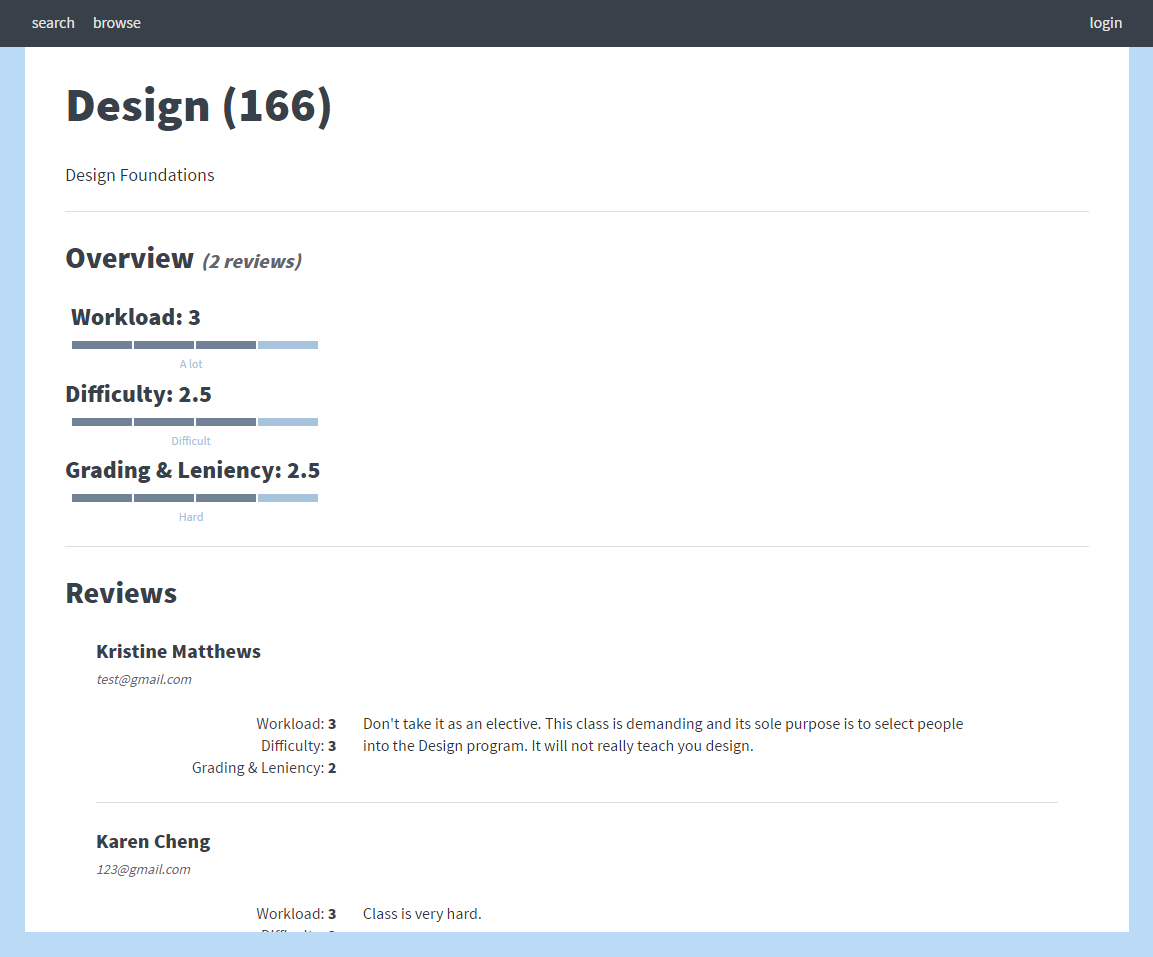 search browse login
Design (166)
Design Foundations
Overview (2 reviews)
Workload: 3
A lot
Difficulty: 2.5
Difficult
Grading & Leniency: 2.5
Hard
Reviews
Kristine Matthews
test@gmail.com
Workload: 3 Don't take it as an elective. This class is demanding and its sole purpose is to select people
Difficulty: 3 into the Design program. It will not really teach you design.
Grading & Leniency: 2
Karen Cheng
123@gmail.com
Workload: 3 Class is very hard.